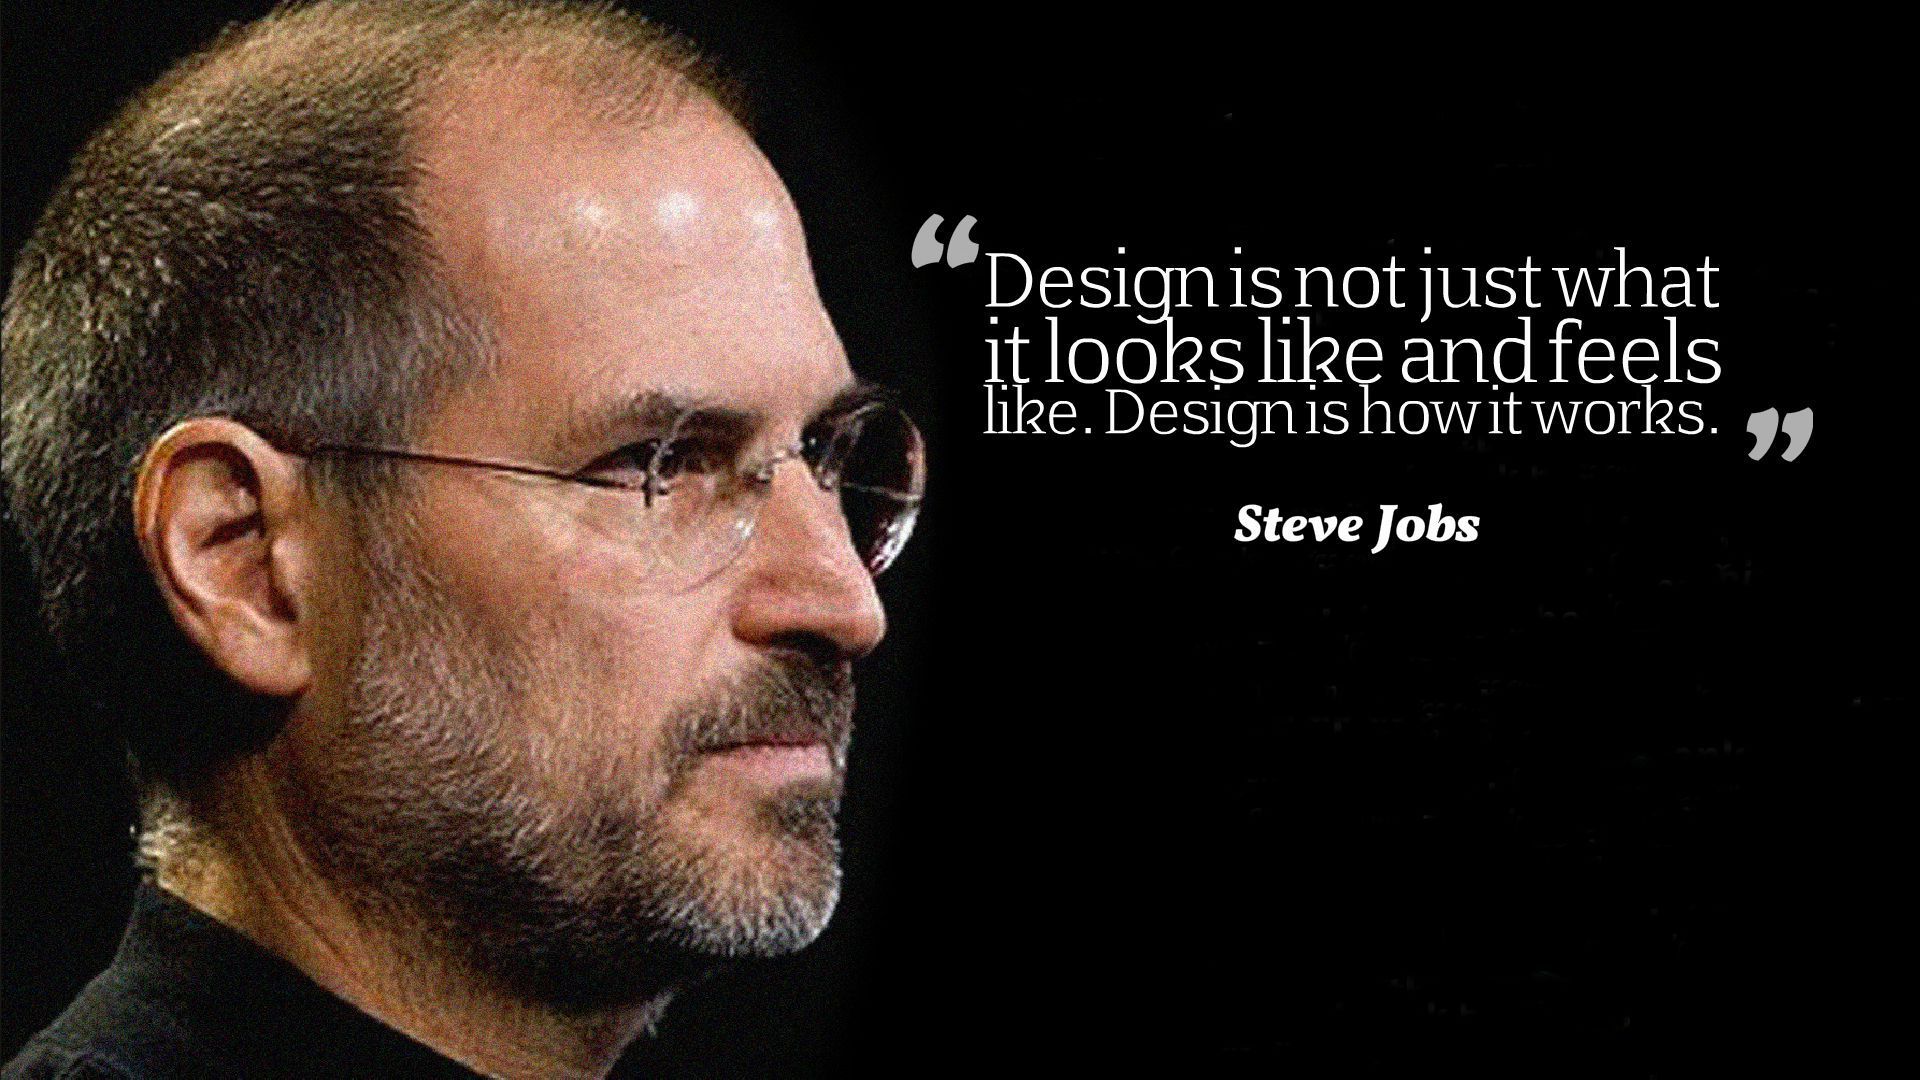 “Design is not just what
it looks like and feels
like. Design is how it works.”
Steve Jobs